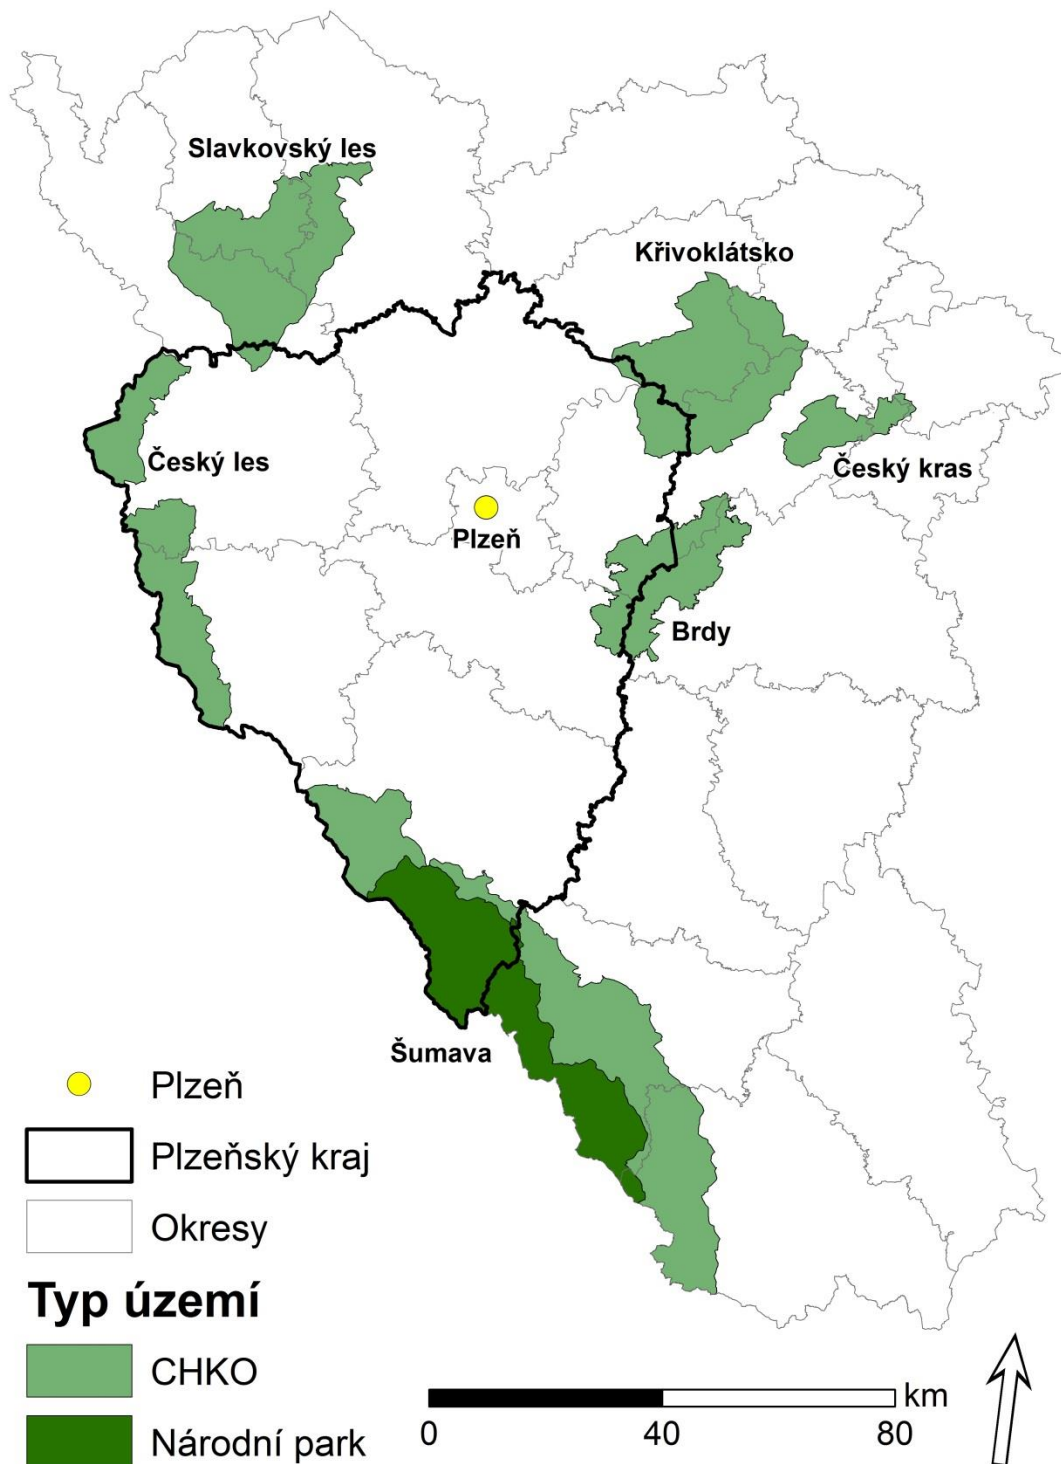 Slavkovský les
Křivoklátsko
Český les
Český kras
Plzeň
Brdy
Šumava
Plzeň
Plzeňský kraj
Okresy
Typ území
CHKO
Národní park
km
0 40 80